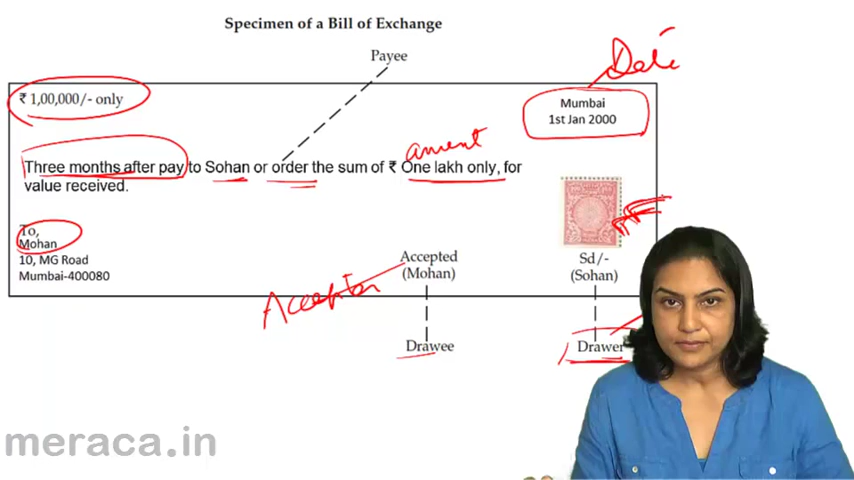 Specimen of a Bill of Exchange
Payee
Date
₹ 1,00,000/- only
Mumbai
1st Jan 2000
amount
Three months after pay to Sohan or order the sum of ₹ One lakh only, for
value received.
To,
Mohan
10, MG Road
Mumbai-400080
Accepted
(Mohan)
Sd/-
(Sohan)
Acceptor
Drawee
Drawer
meraca.in